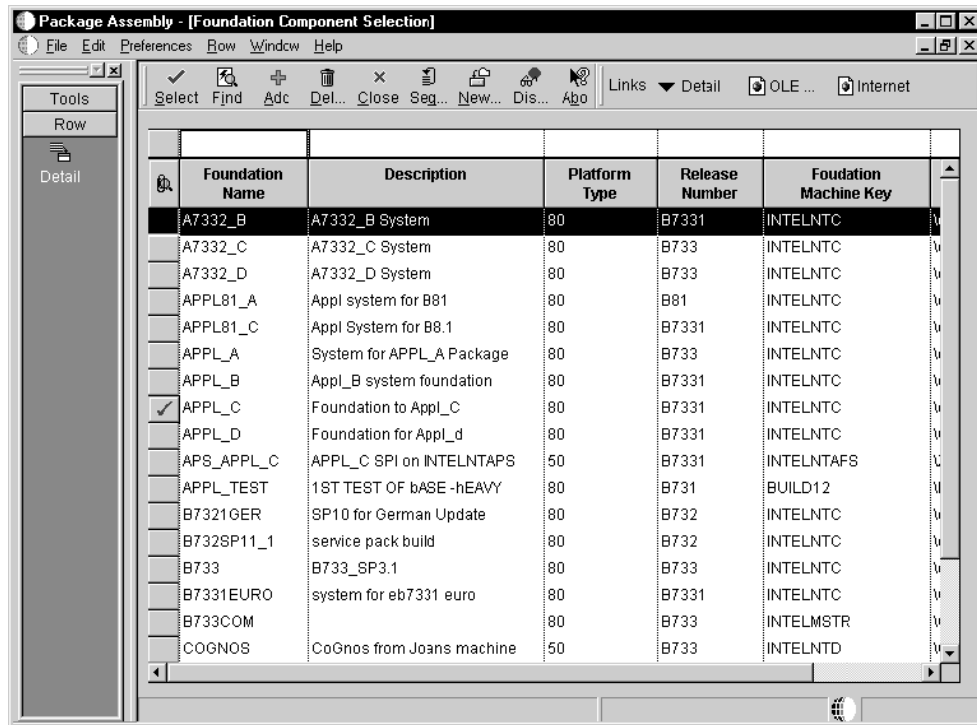 Package Assembly - [Foundation Component Selection]
File Edit Preferences Row Window Help
Tools
Row
Detail
Select Find Adc Del... Close Seq... New... Dis... Abo Links Detail OLE ... Internet
Foundation Name Description Platform Type Release Number Foudation Machine Key
A7332_B A7332_B System 80 B7331 INTELNTC
A7332_C A7332_C System 80 B733 INTELNTC
A7332_D A7332_D System 80 B733 INTELNTC
APPL81_A Appl system for B81 80 B81 INTELNTC
APPL81_C Appl System for B8.1 80 B7331 INTELNTC
APPL_A System for APPL_A Package 80 B733 INTELNTC
APPL_B Appl_B system foundation 80 B7331 INTELNTC
APPL_C Foundation to Appl_C 80 B7331 INTELNTC
APPL_D Foundation for Appl_d 80 B7331 INTELNTC
APS_APPL_C APPL_C SPI on INTELNTAPS 50 B7331 INTELNTAFS
APPL_TEST 1ST TEST OF bASE -hEAVY 80 B731 BUILD12
B7321GER SP10 for German Update 80 B732 INTELNTC
B732SP11_1 service pack build 80 B732 INTELNTC
B733 B733_SP3.1 80 B733 INTELNTC
B7331EURO system for eb7331 euro 80 B7331 INTELNTC
B733COM 80 B733 INTELMSTR
COGNOS CoGnos from Joans machine 50 B733 INTELNTD